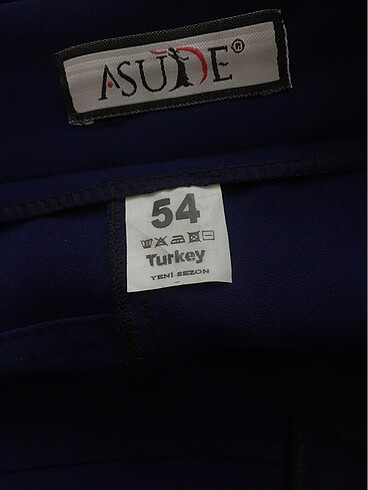 ASUDE®
54
Turkey
YENİ SEZON